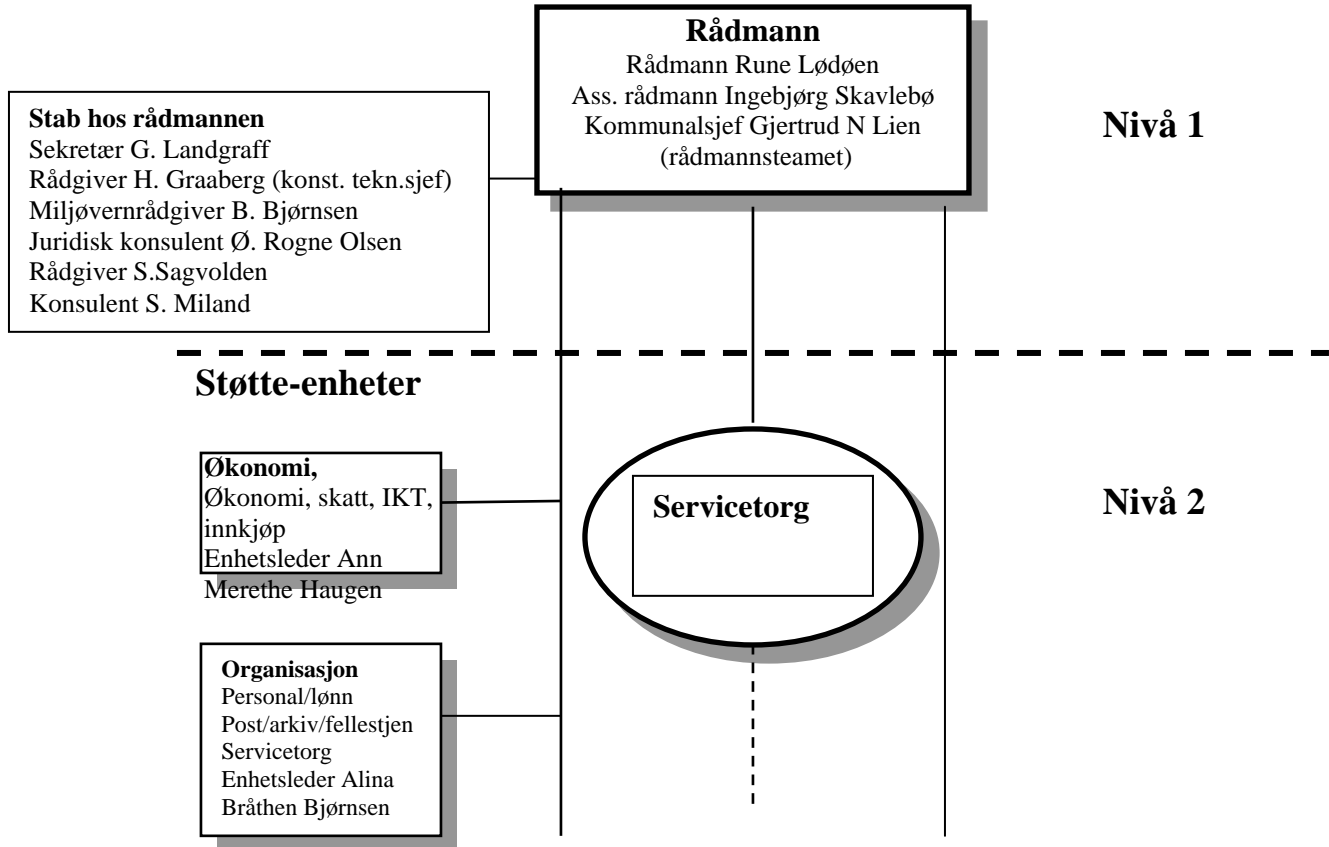 Rådmann
Rådmann Rune Lødøen
Ass. rådmann Ingebjørg Skavlebø
Kommunalsjef Gjertrud N Lien
(rådmannsteamet)
Nivå 1
Stab hos rådmannen
Sekretær G. Landgraff
Rådgiver H. Graaberg (konst. tekn.sjef)
Miljøvernrådgiver B. Bjørnsen
Juridisk konsulent Ø. Rogne Olsen
Rådgiver S.Sagvolden
Konsulent S. Miland
Støtte-enheter
Økonomi,
Økonomi, skatt, IKT,
innkjøp
Enhetsleder Ann
Merethe Haugen
Servicetorg
Nivå 2
Organisasjon
Personal/lønn
Post/arkiv/fellestjen
Servicetorg
Enhetsleder Alina
Bråthen Bjørnsen